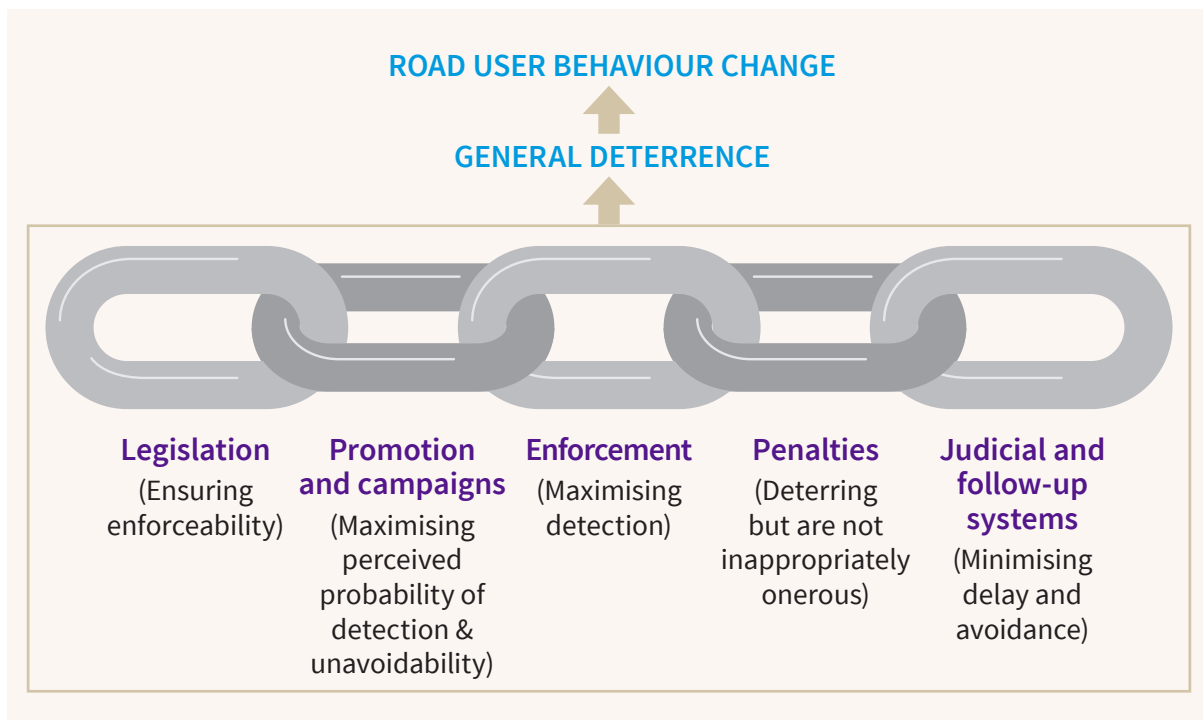 ROAD USER BEHAVIOUR CHANGE
GENERAL DETERRENCE
Legislation
(Ensuring
enforceability)
Promotion
and campaigns
(Maximising
perceived
probability of
detection &
unavoidability)
Enforcement
(Maximising
detection)
Penalties
(Deterring
but are not
inappropriately
onerous)
Judicial and
follow-up
systems
(Minimising
delay and
avoidance)